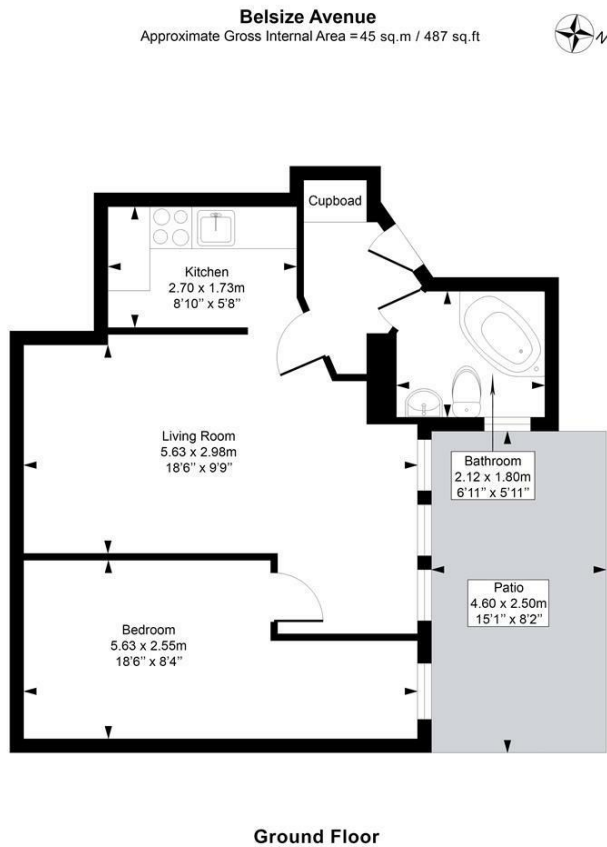 Belsize Avenue
Approximate Gross Internal Area = 45 sq.m / 487 sq.ft
N
Cupboad
Kitchen
2.70 x 1.73m
8'10" x 5'8"
Living Room
5.63 x 2.98m
18'6" x 9'9"
Bathroom
2.12 x 1.80m
6'11" x 5'11"
Patio
4.60 x 2.50m
15'1" x 8'2"
Bedroom
5.63 x 2.55m
18'6" x 8'4"
Ground Floor